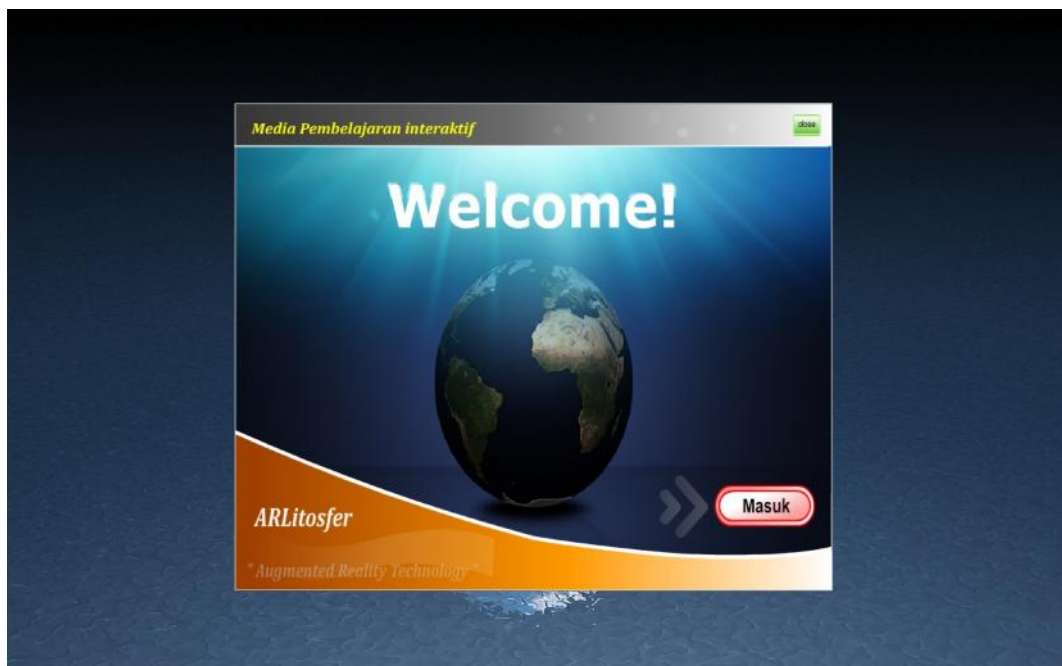 Media Pembelajaran interaktif
close
Welcome!
Masuk
ARLitosfer
" Augmented Reality Technology "